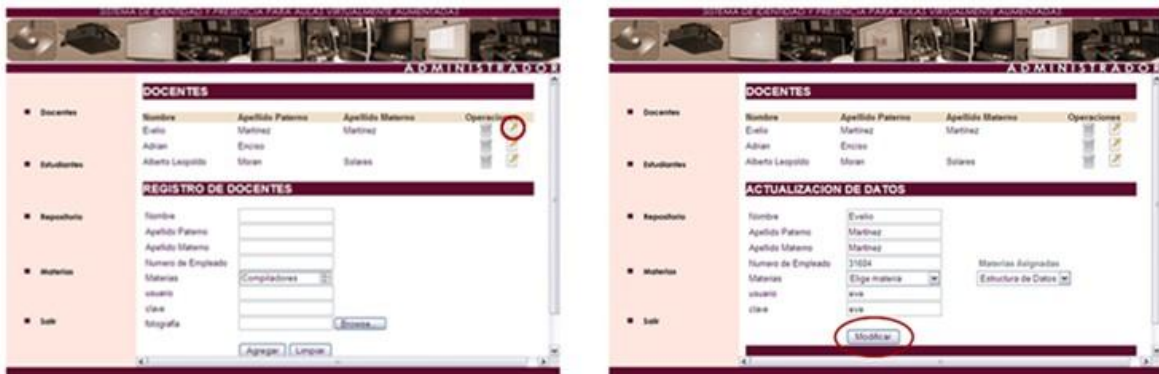 SISTEMA DE IDENTIDAD Y PRESENCIA PARA AULAS VIRTUALMENTE AUMENTADAS
ADMINISTRADOR
Docentes
Estudiantes
Repositorio
Materias
Salir
DOCENTES
Nombre Apellido Paterno Apellido Materno Operaciones
Evelio Martinez Martinez
Adrian Enciso
Alberto Leopoldo Moran Solares
REGISTRO DE DOCENTES
Nombre
Apellido Paterno
Apellido Materno
Numero de Empleado
Materias Compiladores
usuario
clave
fotografia Browse...
Agregar Limpiar
SISTEMA DE IDENTIDAD Y PRESENCIA PARA AULAS VIRTUALMENTE AUMENTADAS
ADMINISTRADOR
Docentes
Estudiantes
Repositorio
Materias
Salir
DOCENTES
Nombre Apellido Paterno Apellido Materno Operaciones
Evelio Martinez Martinez
Adrian Enciso
Alberto Leopoldo Moran Solares
ACTUALIZACION DE DATOS
Nombre Evelio
Apellido Paterno Martinez
Apellido Materno Martinez
Numero de Empleado 31684 Materias Asignadas
Materias Elige materia Estructura de Datos
usuario eva
clave eva
Modificar